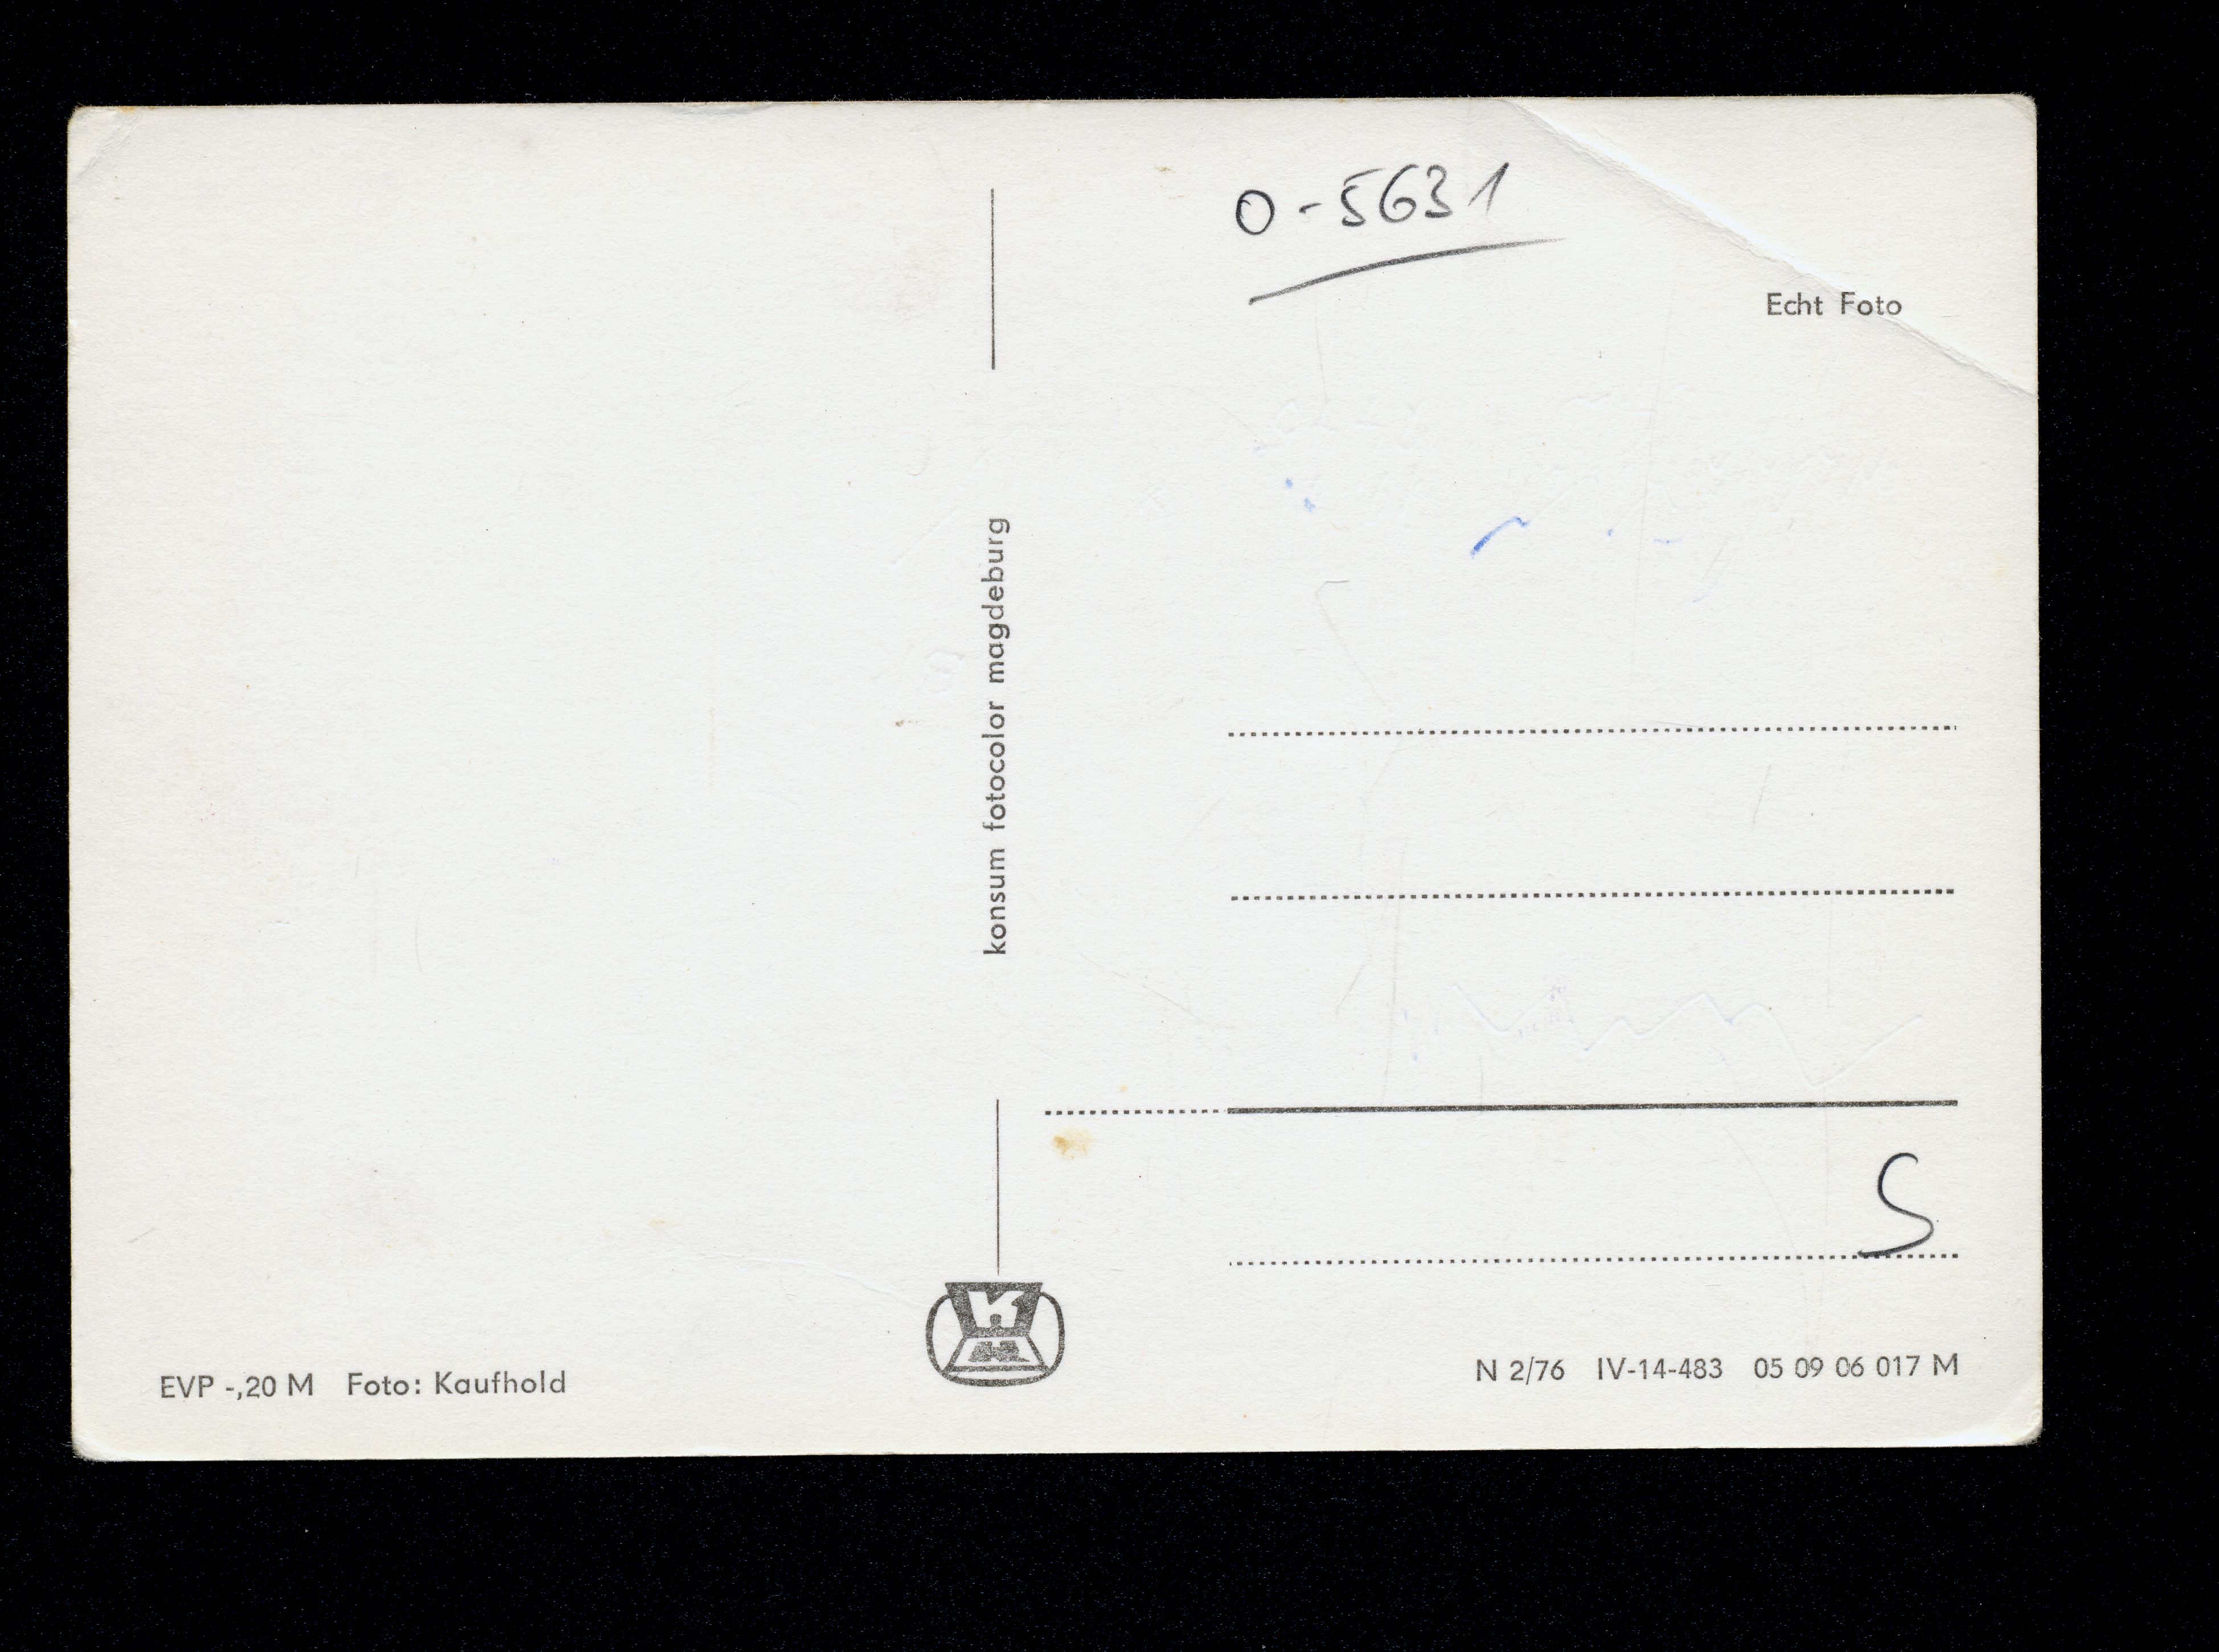 O-5631
Echt Foto
konsum fotocolor magdeburg
S
K
EVP -,20 M Foto: Kaufhold
N 2/76 IV-14-483 05 09 06 017 M